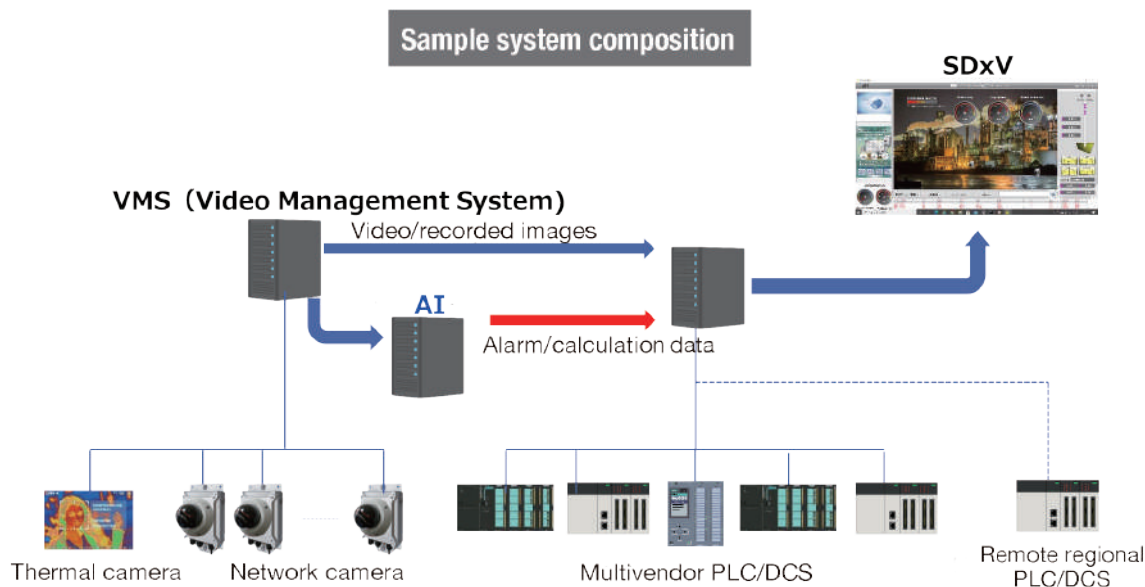 Sample system composition
SDxV
VMS（Video Management System)
Video/recorded images
AI
Alarm/calculation data
Thermal camera
Network camera
Multivendor PLC/DCS
Remote regional
PLC/DCS